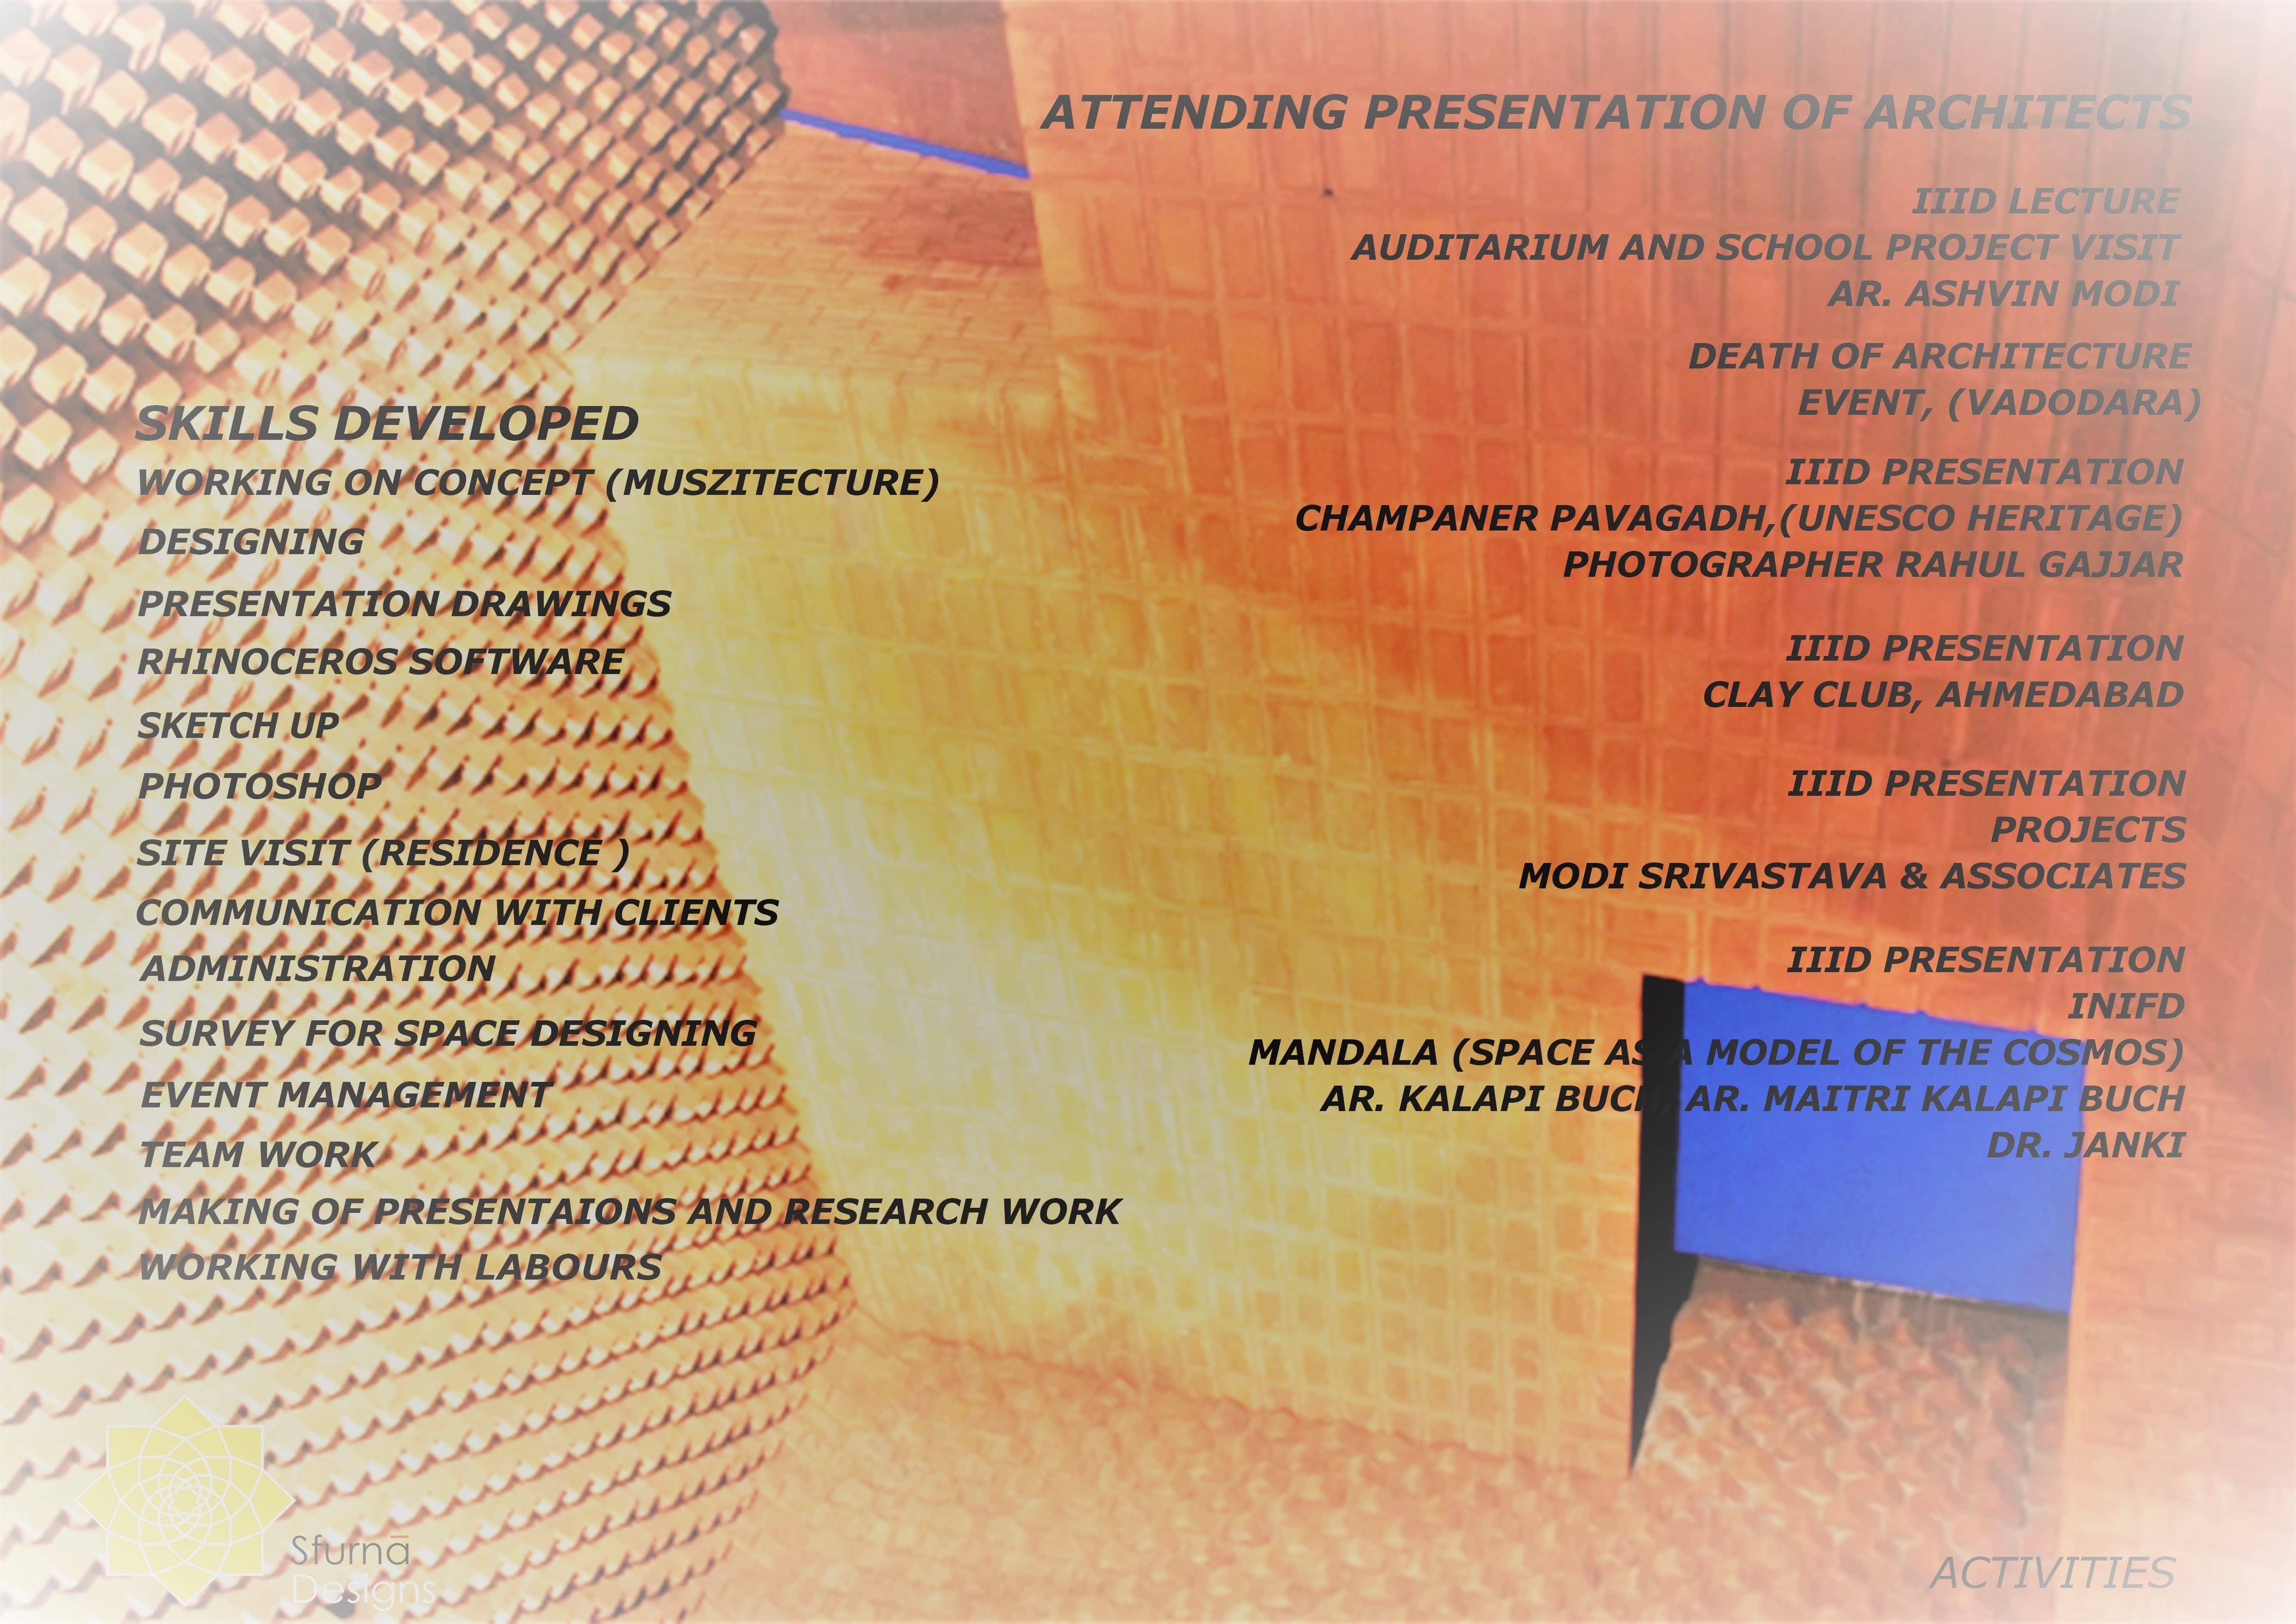 ATTENDING PRESENTATION OF ARCHITECTS
IIID LECTURE
AUDITARIUM AND SCHOOL PROJECT VISIT
AR. ASHVIN MODI
DEATH OF ARCHITECTURE
EVENT, (VADODARA)
IIID PRESENTATION
CHAMPANER PAVAGADH,(UNESCO HERITAGE)
PHOTOGRAPHER RAHUL GAJJAR
IIID PRESENTATION
CLAY CLUB, AHMEDABAD
IIID PRESENTATION
PROJECTS
MODI SRIVASTAVA & ASSOCIATES
IIID PRESENTATION
INIFD
MANDALA (SPACE AS A MODEL OF THE COSMOS)
AR. KALAPI BUCH, AR. MAITRI KALAPI BUCH
DR. JANKI
SKILLS DEVELOPED
WORKING ON CONCEPT (MUSZITECTURE)
DESIGNING
PRESENTATION DRAWINGS
RHINOCEROS SOFTWARE
SKETCH UP
PHOTOSHOP
SITE VISIT (RESIDENCE )
COMMUNICATION WITH CLIENTS
ADMINISTRATION
SURVEY FOR SPACE DESIGNING
EVENT MANAGEMENT
TEAM WORK
MAKING OF PRESENTAIONS AND RESEARCH WORK
WORKING WITH LABOURS
Sfurnā
Designs
ACTIVITIES